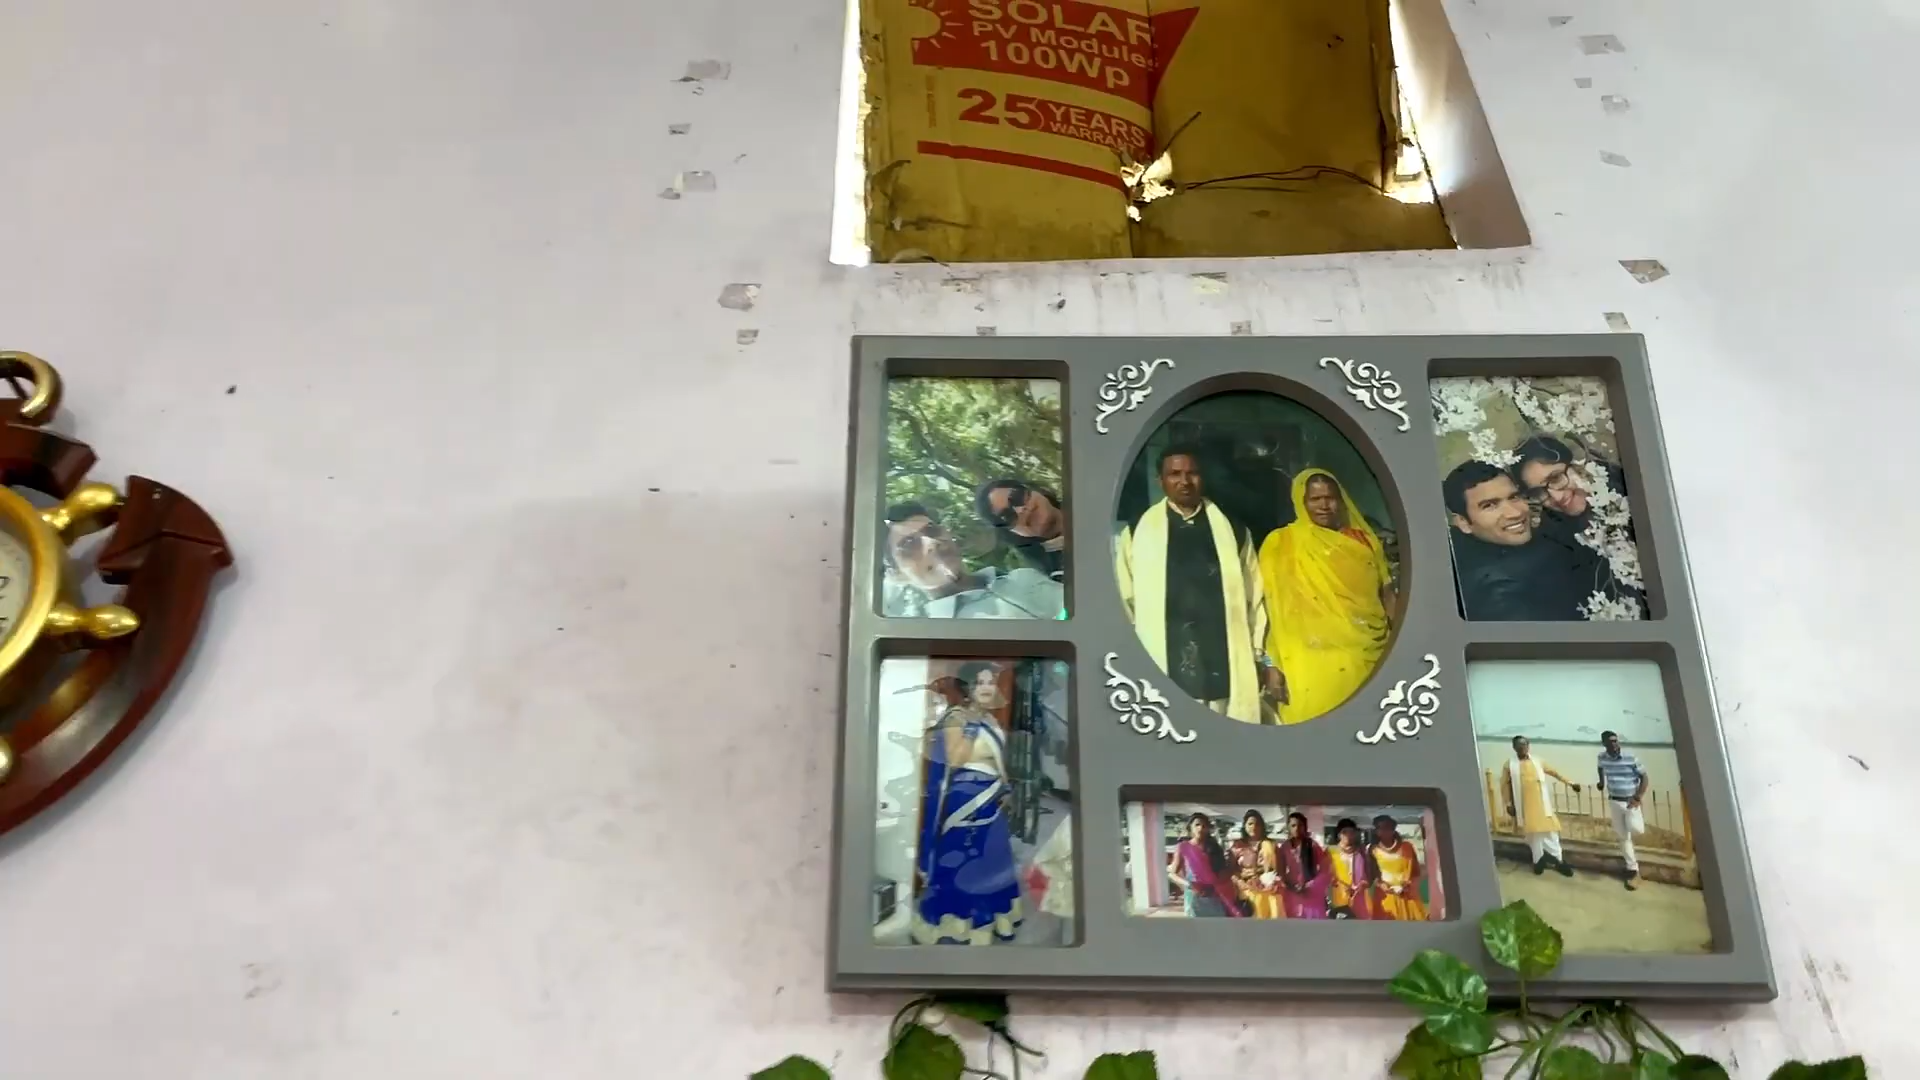 SOLAR
PV Modules
100Wp
25 YEARS
WARRANT